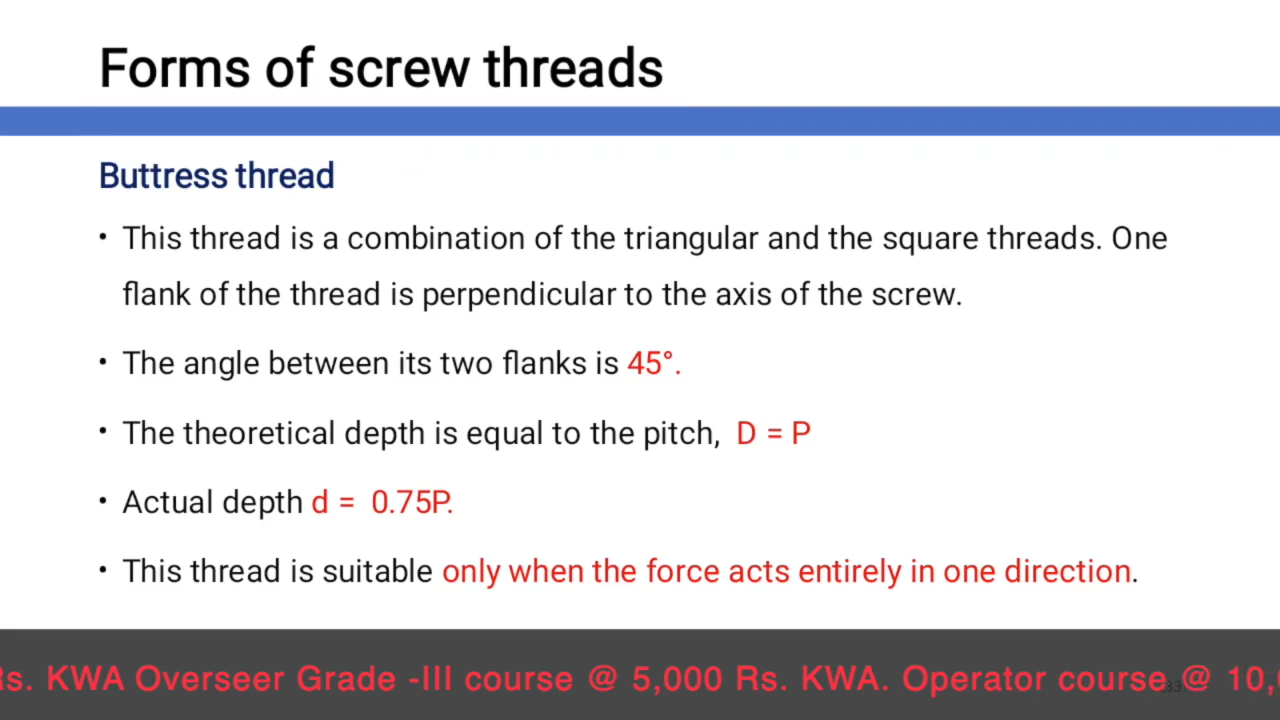 Forms of screw threads
Buttress thread
• This thread is a combination of the triangular and the square threads. One
flank of the thread is perpendicular to the axis of the screw.
• The angle between its two flanks is 45°.
• The theoretical depth is equal to the pitch, D = P
• Actual depth d = 0.75P.
• This thread is suitable only when the force acts entirely in one direction.
Rs. KWA Overseer Grade -III course @ 5,000 Rs. KWA. Operator course @ 10,